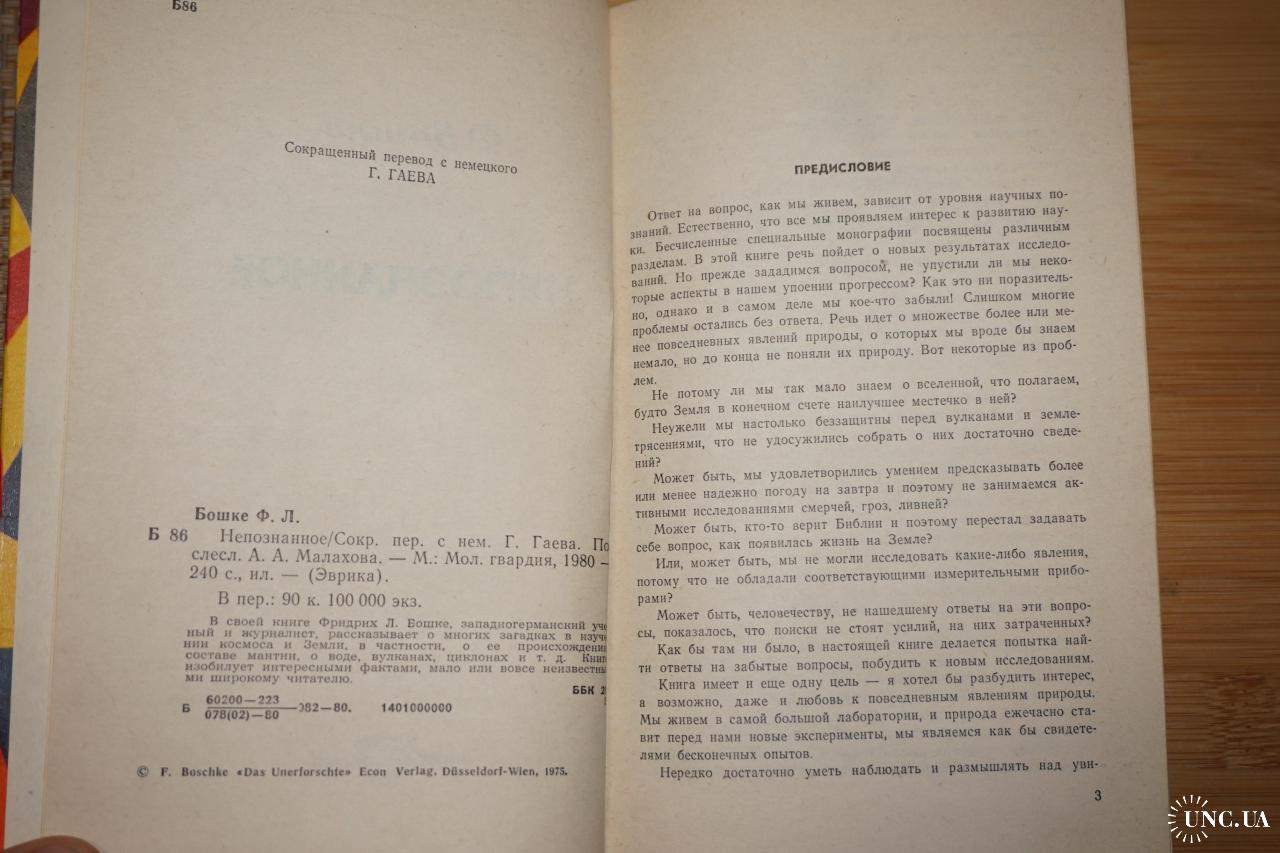 Б86
Сокращенный перевод с немецкого
Г. ГАЕВА
Бошке Ф. Л.
Б 86 Непознанное/Сокр. пер. с нем. Г. Гаева. По
слесл. А. А. Малахова. — М.: Мол. гвардия, 1980 —
240 с., ил. — (Эврика).
В пер.: 90 к. 100 000 экз.
В своей книге Фридрих Л. Бошке, западногерманский уче
ный и журналист, рассказывает о многих загадках в изуче
нии космоса и Земли, в частности, о ее происхождении
составе мантии, о воде, вулканах, циклонах и т. д. Книга
изобилует интересными фактами, мало или вовсе неизвестны
ми широкому читателю.
ББК 2
60200—223
Б —082—80. 1401000000
078(02)—80
© F. Boschke «Das Unerforschte» Econ Verlag, Düsseldorf-Wien, 1975.
ПРЕДИСЛОВИЕ
Ответ на вопрос, как мы живем, зависит от уровня научных по-
знаний. Естественно, что все мы проявляем интерес к развитию нау-
ки. Бесчисленные специальные монографии посвящены различным
разделам. В этой книге речь пойдет о новых результатах исследо-
ваний. Но прежде зададимся вопросом, не упустили ли мы неко-
торые аспекты в нашем упоении прогрессом? Как это ни поразитель-
но, однако и в самом деле мы кое-что забыли! Слишком многие
проблемы остались без ответа. Речь идет о множестве более или ме-
нее повседневных явлений природы, о которых мы вроде бы знаем
немало, но до конца не поняли их природу. Вот некоторые из проб-
лем.
Не потому ли мы так мало знаем о вселенной, что полагаем,
будто Земля в конечном счете наилучшее местечко в ней?
Неужели мы настолько беззащитны перед вулканами и земле-
трясениями, что не удосужились собрать о них достаточно сведе-
ний?
Может быть, мы удовлетворились умением предсказывать более
или менее надежно погоду на завтра и поэтому не занимаемся ак-
тивными исследованиями смерчей, гроз, ливней?
Может быть, кто-то верит Библии и поэтому перестал задавать
себе вопрос, как появилась жизнь на Земле?
Или, может быть, мы не могли исследовать какие-либо явления,
потому что не обладали соответствующими измерительными прибо-
рами?
Может быть, человечеству, не нашедшему ответы на эти вопро-
сы, показалось, что поиски не стоят усилий, на них затраченных?
Как бы там ни было, в настоящей книге делается попытка най-
ти ответы на забытые вопросы, побудить к новым исследованиям.
Книга имеет и еще одну цель — я хотел бы разбудить интерес,
а возможно, даже и любовь к повседневным явлениям природы.
Мы живем в самой большой лаборатории, и природа ежечасно ста-
вит перед нами новые эксперименты, мы являемся как бы свидете-
лями бесконечных опытов.
Нередко достаточно уметь наблюдать и размышлять над уви-
3
UNC.UA